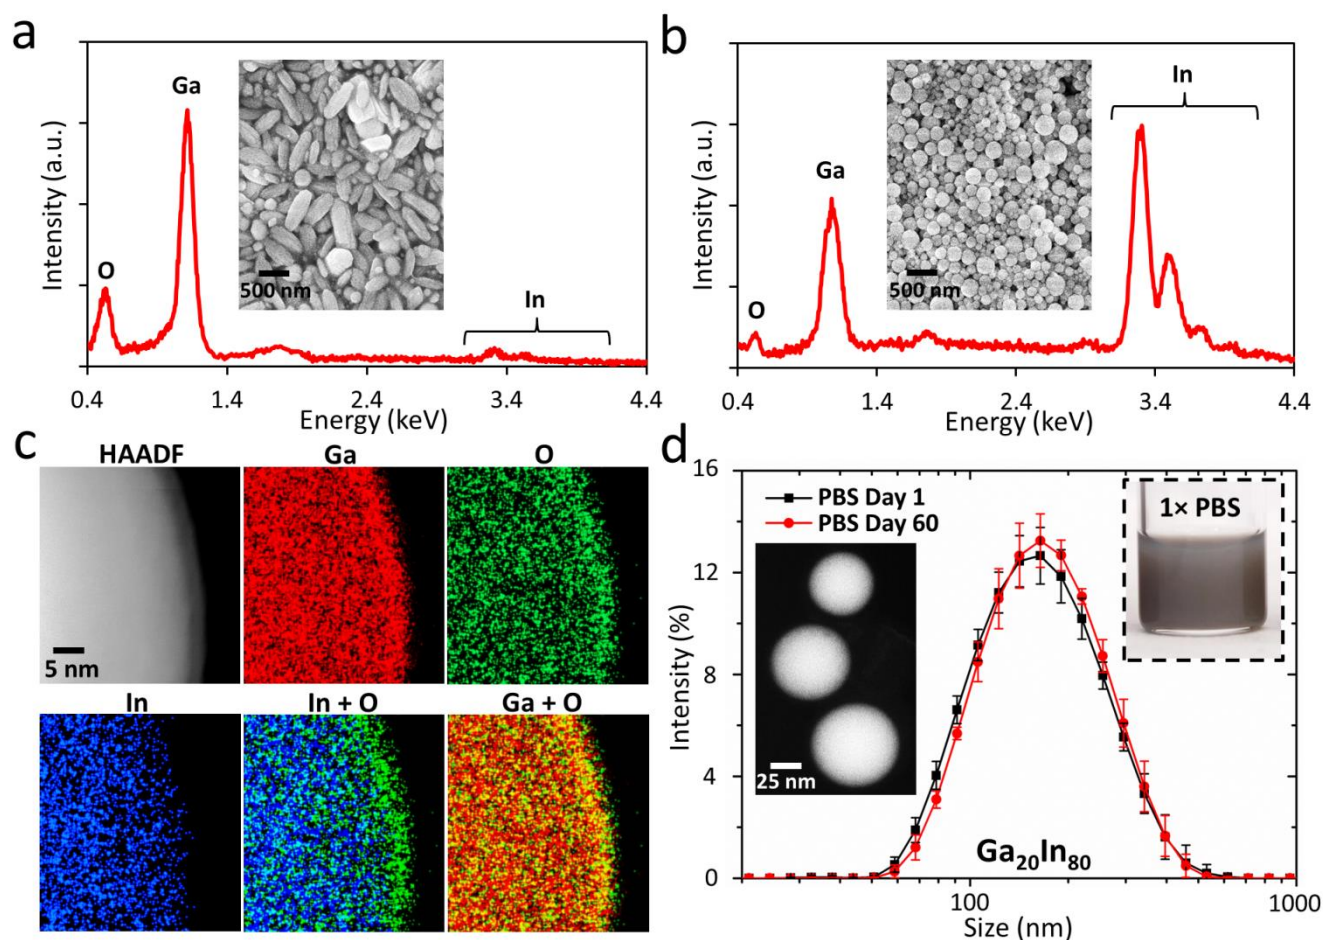 a
Intensity (a.u.)
Ga
O
In
500 nm
0.4 1.4 2.4 3.4 4.4
Energy (keV)
b
Intensity (a.u.)
Ga
O
In
500 nm
0.4 1.4 2.4 3.4 4.4
Energy (keV)
c
HAADF Ga O
5 nm
In In + O Ga + O
d
16
12
8
4
0
Intensity (%)
PBS Day 1
PBS Day 60
1× PBS
25 nm
Ga₂₀In₈₀
100 1000
Size (nm)